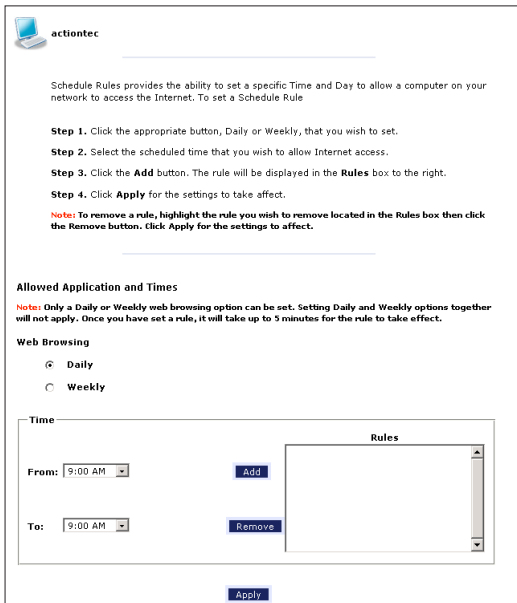 actiontec
Schedule Rules provides the ability to set a specific Time and Day to allow a computer on your
network to access the Internet. To set a Schedule Rule
Step 1. Click the appropriate button, Daily or Weekly, that you wish to set.
Step 2. Select the scheduled time that you wish to allow Internet access.
Step 3. Click the Add button. The rule will be displayed in the Rules box to the right.
Step 4. Click Apply for the settings to take affect.
Note: To remove a rule, highlight the rule you wish to remove located in the Rules box then click
the Remove button. Click Apply for the settings to affect.
Allowed Application and Times
Note: Only a Daily or Weekly web browsing option can be set. Setting Daily and Weekly options together
will not apply. Once you have set a rule, it will take up to 5 minutes for the rule to take effect.
Web Browsing
Daily
Weekly
Time
Rules
From: 9:00 AM
Add
To: 9:00 AM
Remove
Apply